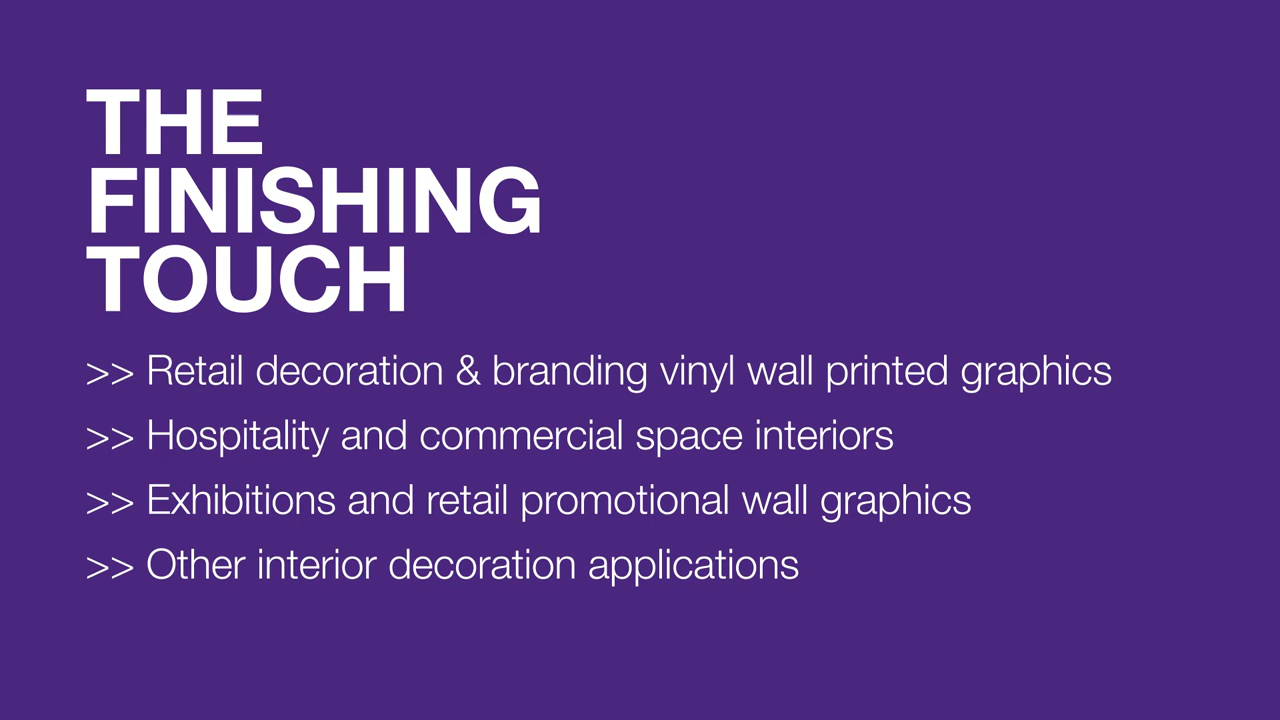 THE
FINISHING
TOUCH
>> Retail decoration & branding vinyl wall printed graphics
>> Hospitality and commercial space interiors
>> Exhibitions and retail promotional wall graphics
>> Other interior decoration applications